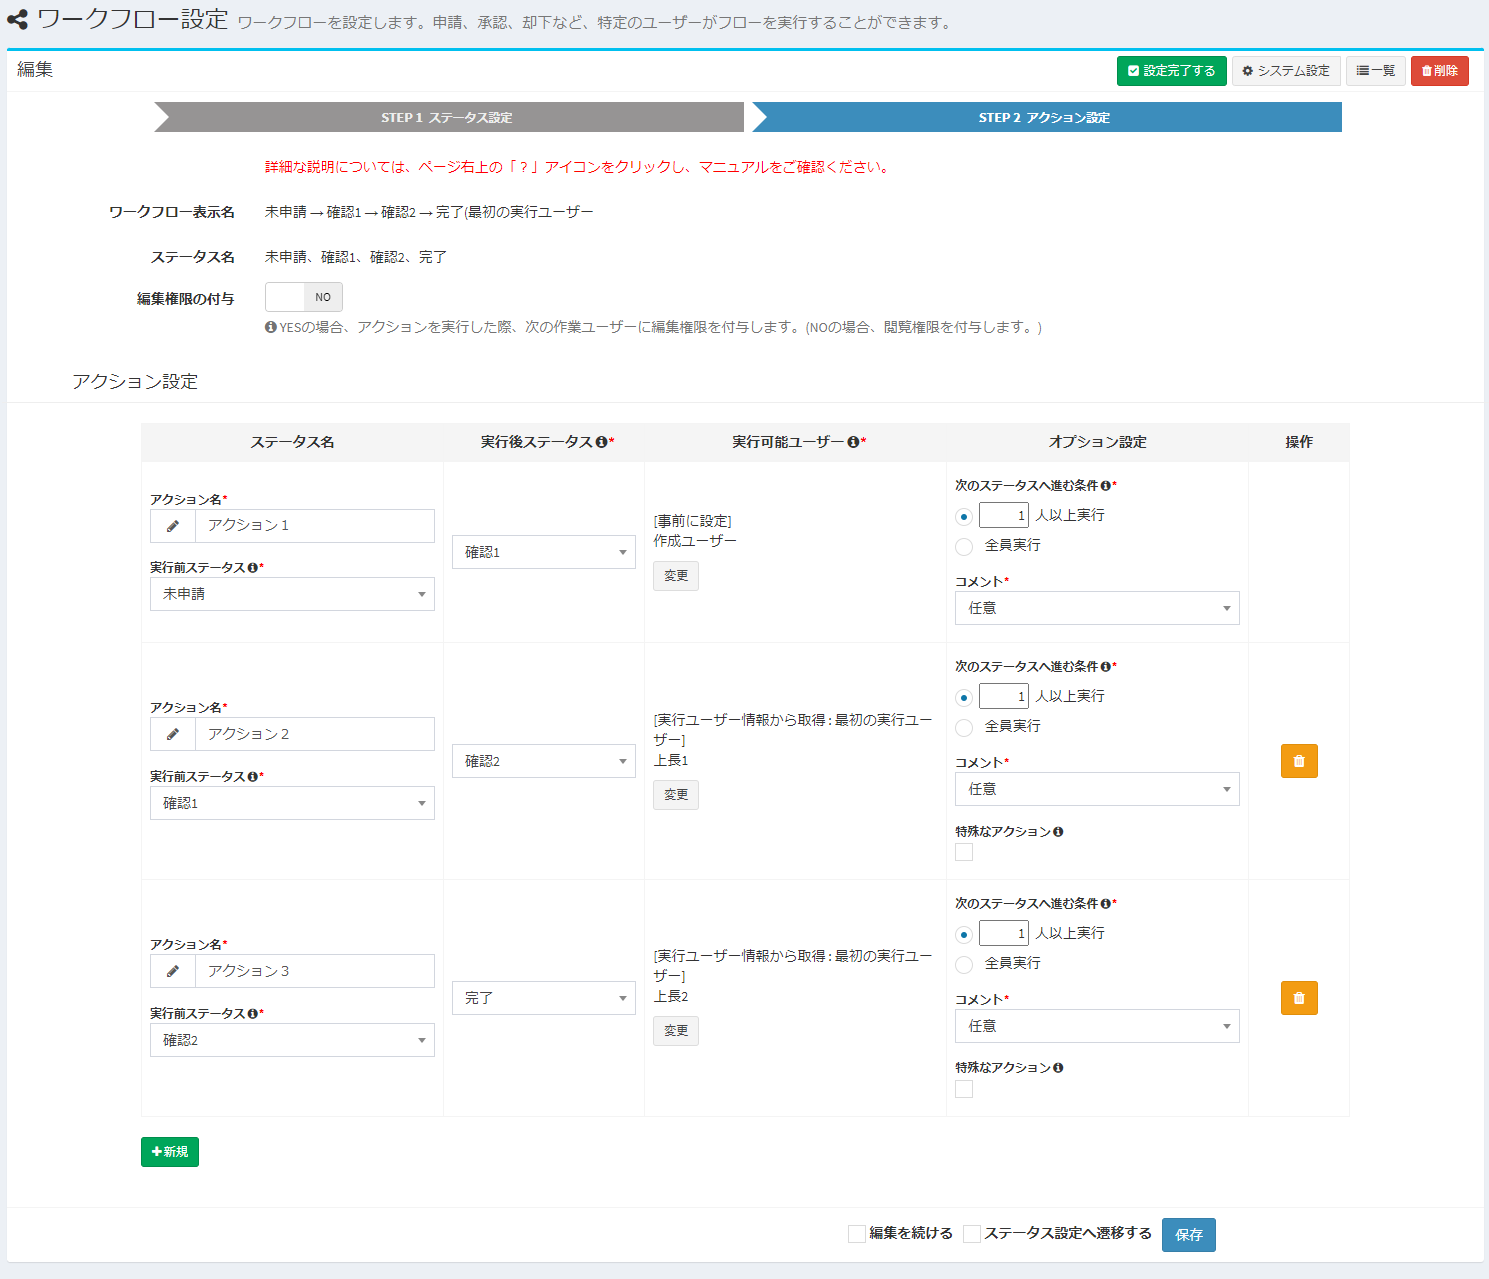 ワークフロー設定 ワークフローを設定します。申請、承認、却下など、特定のユーザーがフローを実行することができます。
編集
設定完了する
システム設定
一覧
削除
STEP 1 ステータス設定
STEP 2 アクション設定
詳細な説明については、ページ右上の「？」アイコンをクリックし、マニュアルをご確認ください。
ワークフロー表示名 未申請→確認1→確認2→完了(最初の実行ユーザー
ステータス名 未申請、確認1、確認2、完了
編集権限の付与 NO
YESの場合、アクションを実行した際、次の作業ユーザーに編集権限を付与します。(NOの場合、閲覧権限を付与します。)
アクション設定
ステータス名 実行後ステータス* 実行可能ユーザー* オプション設定 操作
アクション名*
アクション１
実行前ステータス*
未申請
確認1
[事前に設定]
作成ユーザー
変更
次のステータスへ進む条件*
1 人以上実行
全員実行
コメント*
任意
アクション名*
アクション２
実行前ステータス*
確認1
確認2
[実行ユーザー情報から取得:最初の実行ユー
ザー]
上長1
変更
次のステータスへ進む条件*
1 人以上実行
全員実行
コメント*
任意
特殊なアクション
アクション名*
アクション３
実行前ステータス*
確認2
完了
[実行ユーザー情報から取得:最初の実行ユー
ザー]
上長2
変更
次のステータスへ進む条件*
1 人以上実行
全員実行
コメント*
任意
特殊なアクション
+新規
編集を続ける ステータス設定へ遷移する 保存